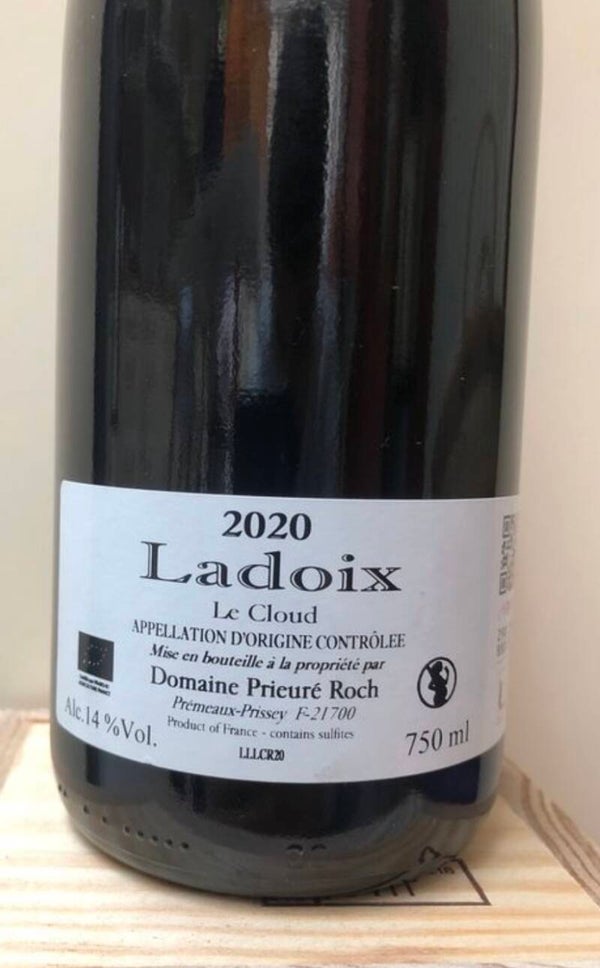 2020
Ladoix
Le Cloud
APPELLATION D'ORIGINE CONTRÔLÉE
Mise en bouteille à la propriété par
Domaine Prieuré Roch
Prémeaux-Prissey F-21700
Product of France - contains sulfites
LLLCR20
Alc.14 %Vol.
750 ml